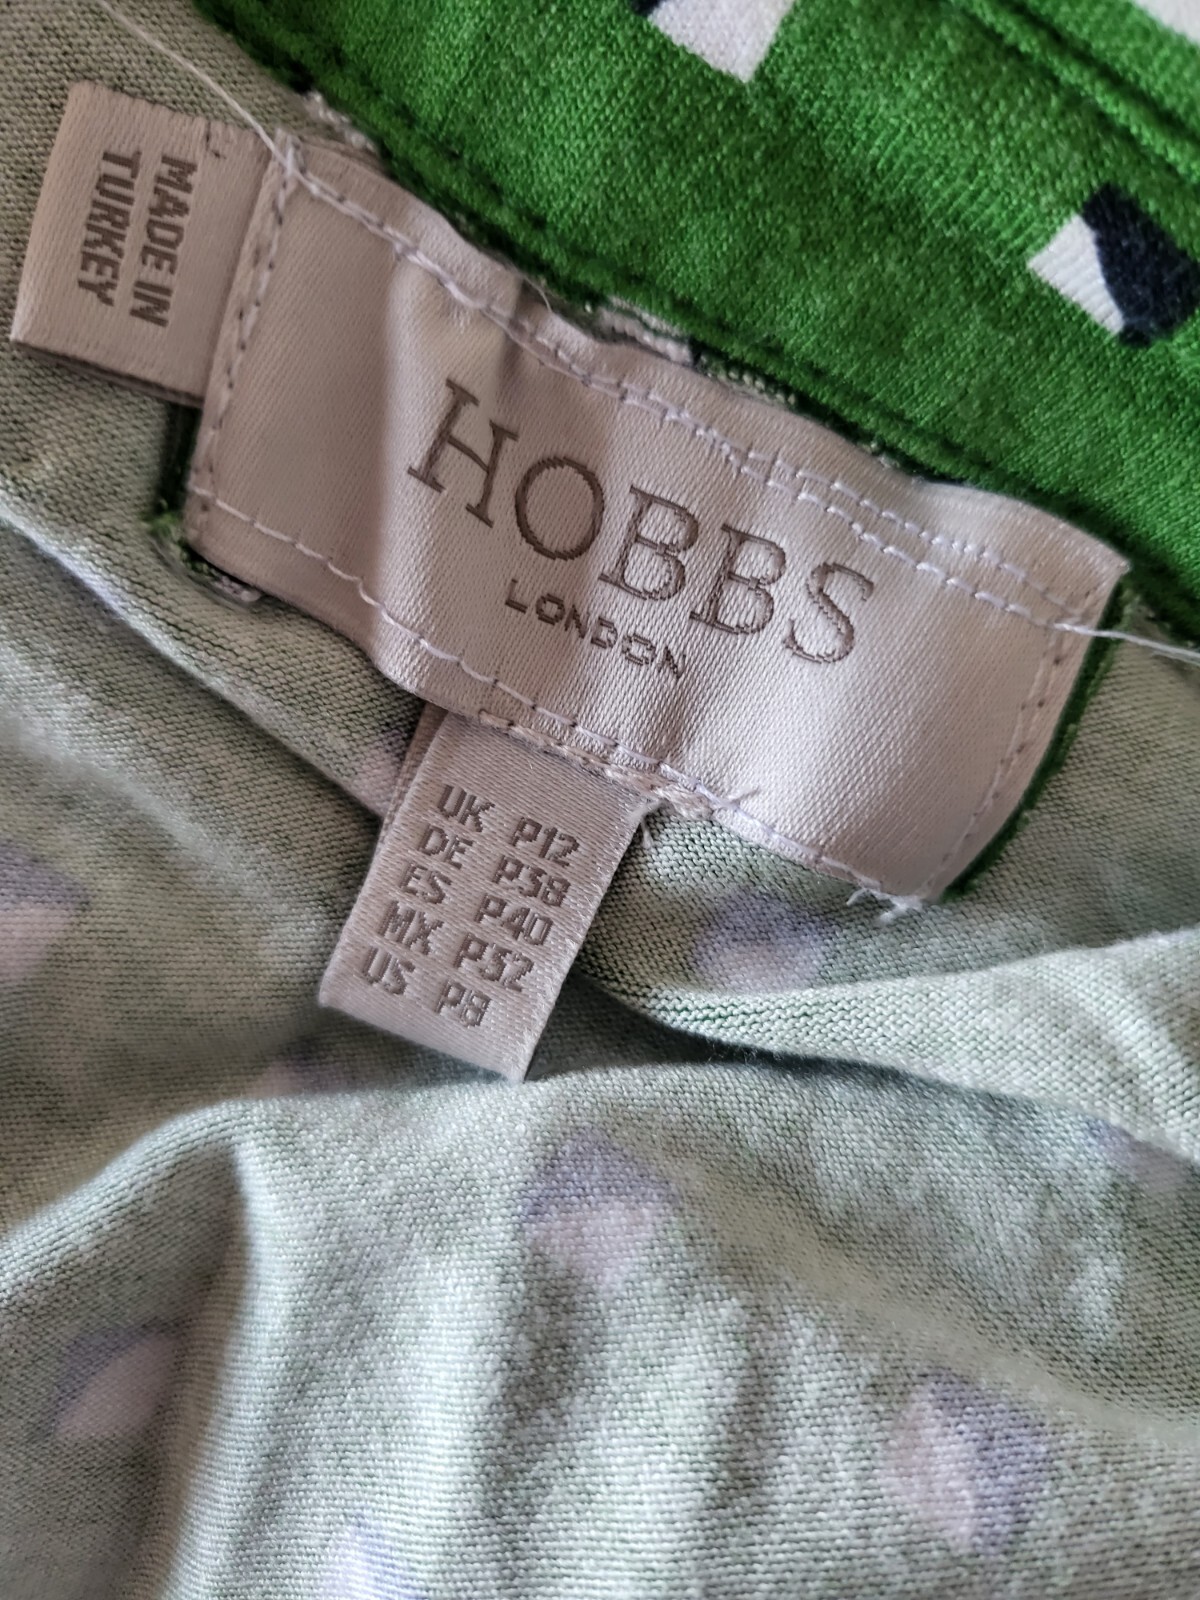 MADE IN
TURKEY
HOBBS
LONDON
UK P12
DE P38
ES P40
MX P32
US P8